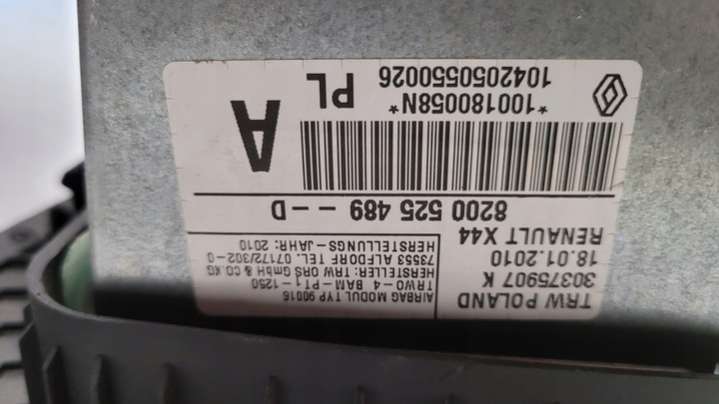 TRW POLAND
30375907 K
18.01.2010
RENAULT X44
AIRBAG MODUL TYP 90016
TRWO-4 BAM-PT1-1250
HERSTELLER: TRW ORS GmbH & CO.KG
73553 ALFDORF TEL. 07172/302-0
HERSTELLUNGS-JAHR: 2010
8200 525 489 --D
*100180058N*
1042050550026
PL
A